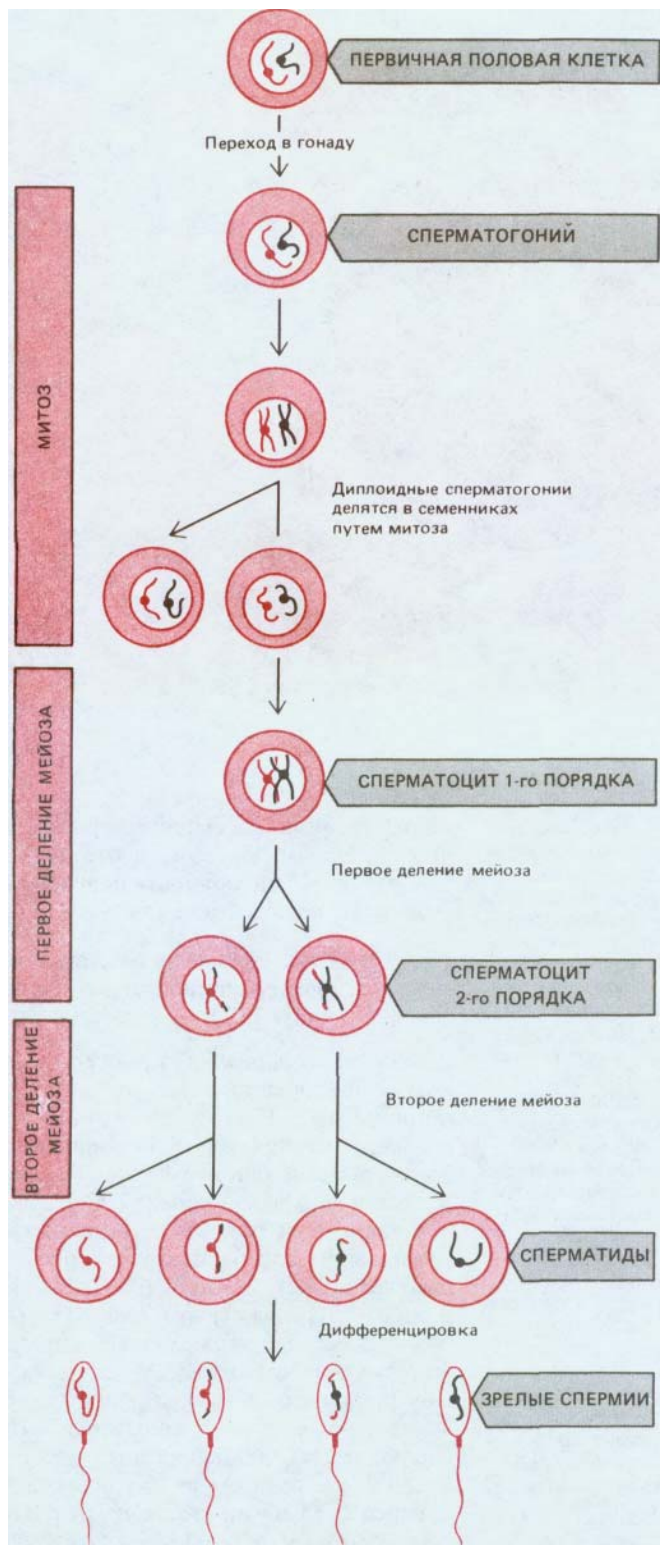 ПЕРВИЧНАЯ ПОЛОВАЯ КЛЕТКА
Переход в гонаду
СПЕРМАТОГОНИЙ
МИТОЗ
Диплоидные сперматогонии
делятся в семенниках
путем митоза
ПЕРВОЕ ДЕЛЕНИЕ МЕЙОЗА
СПЕРМАТОЦИТ 1-го ПОРЯДКА
Первое деление мейоза
СПЕРМАТОЦИТ
2-го ПОРЯДКА
ВТОРОЕ ДЕЛЕНИЕ
МЕЙОЗА
Второе деление мейоза
СПЕРМАТИДЫ
Дифференцировка
ЗРЕЛЫЕ СПЕРМИИ